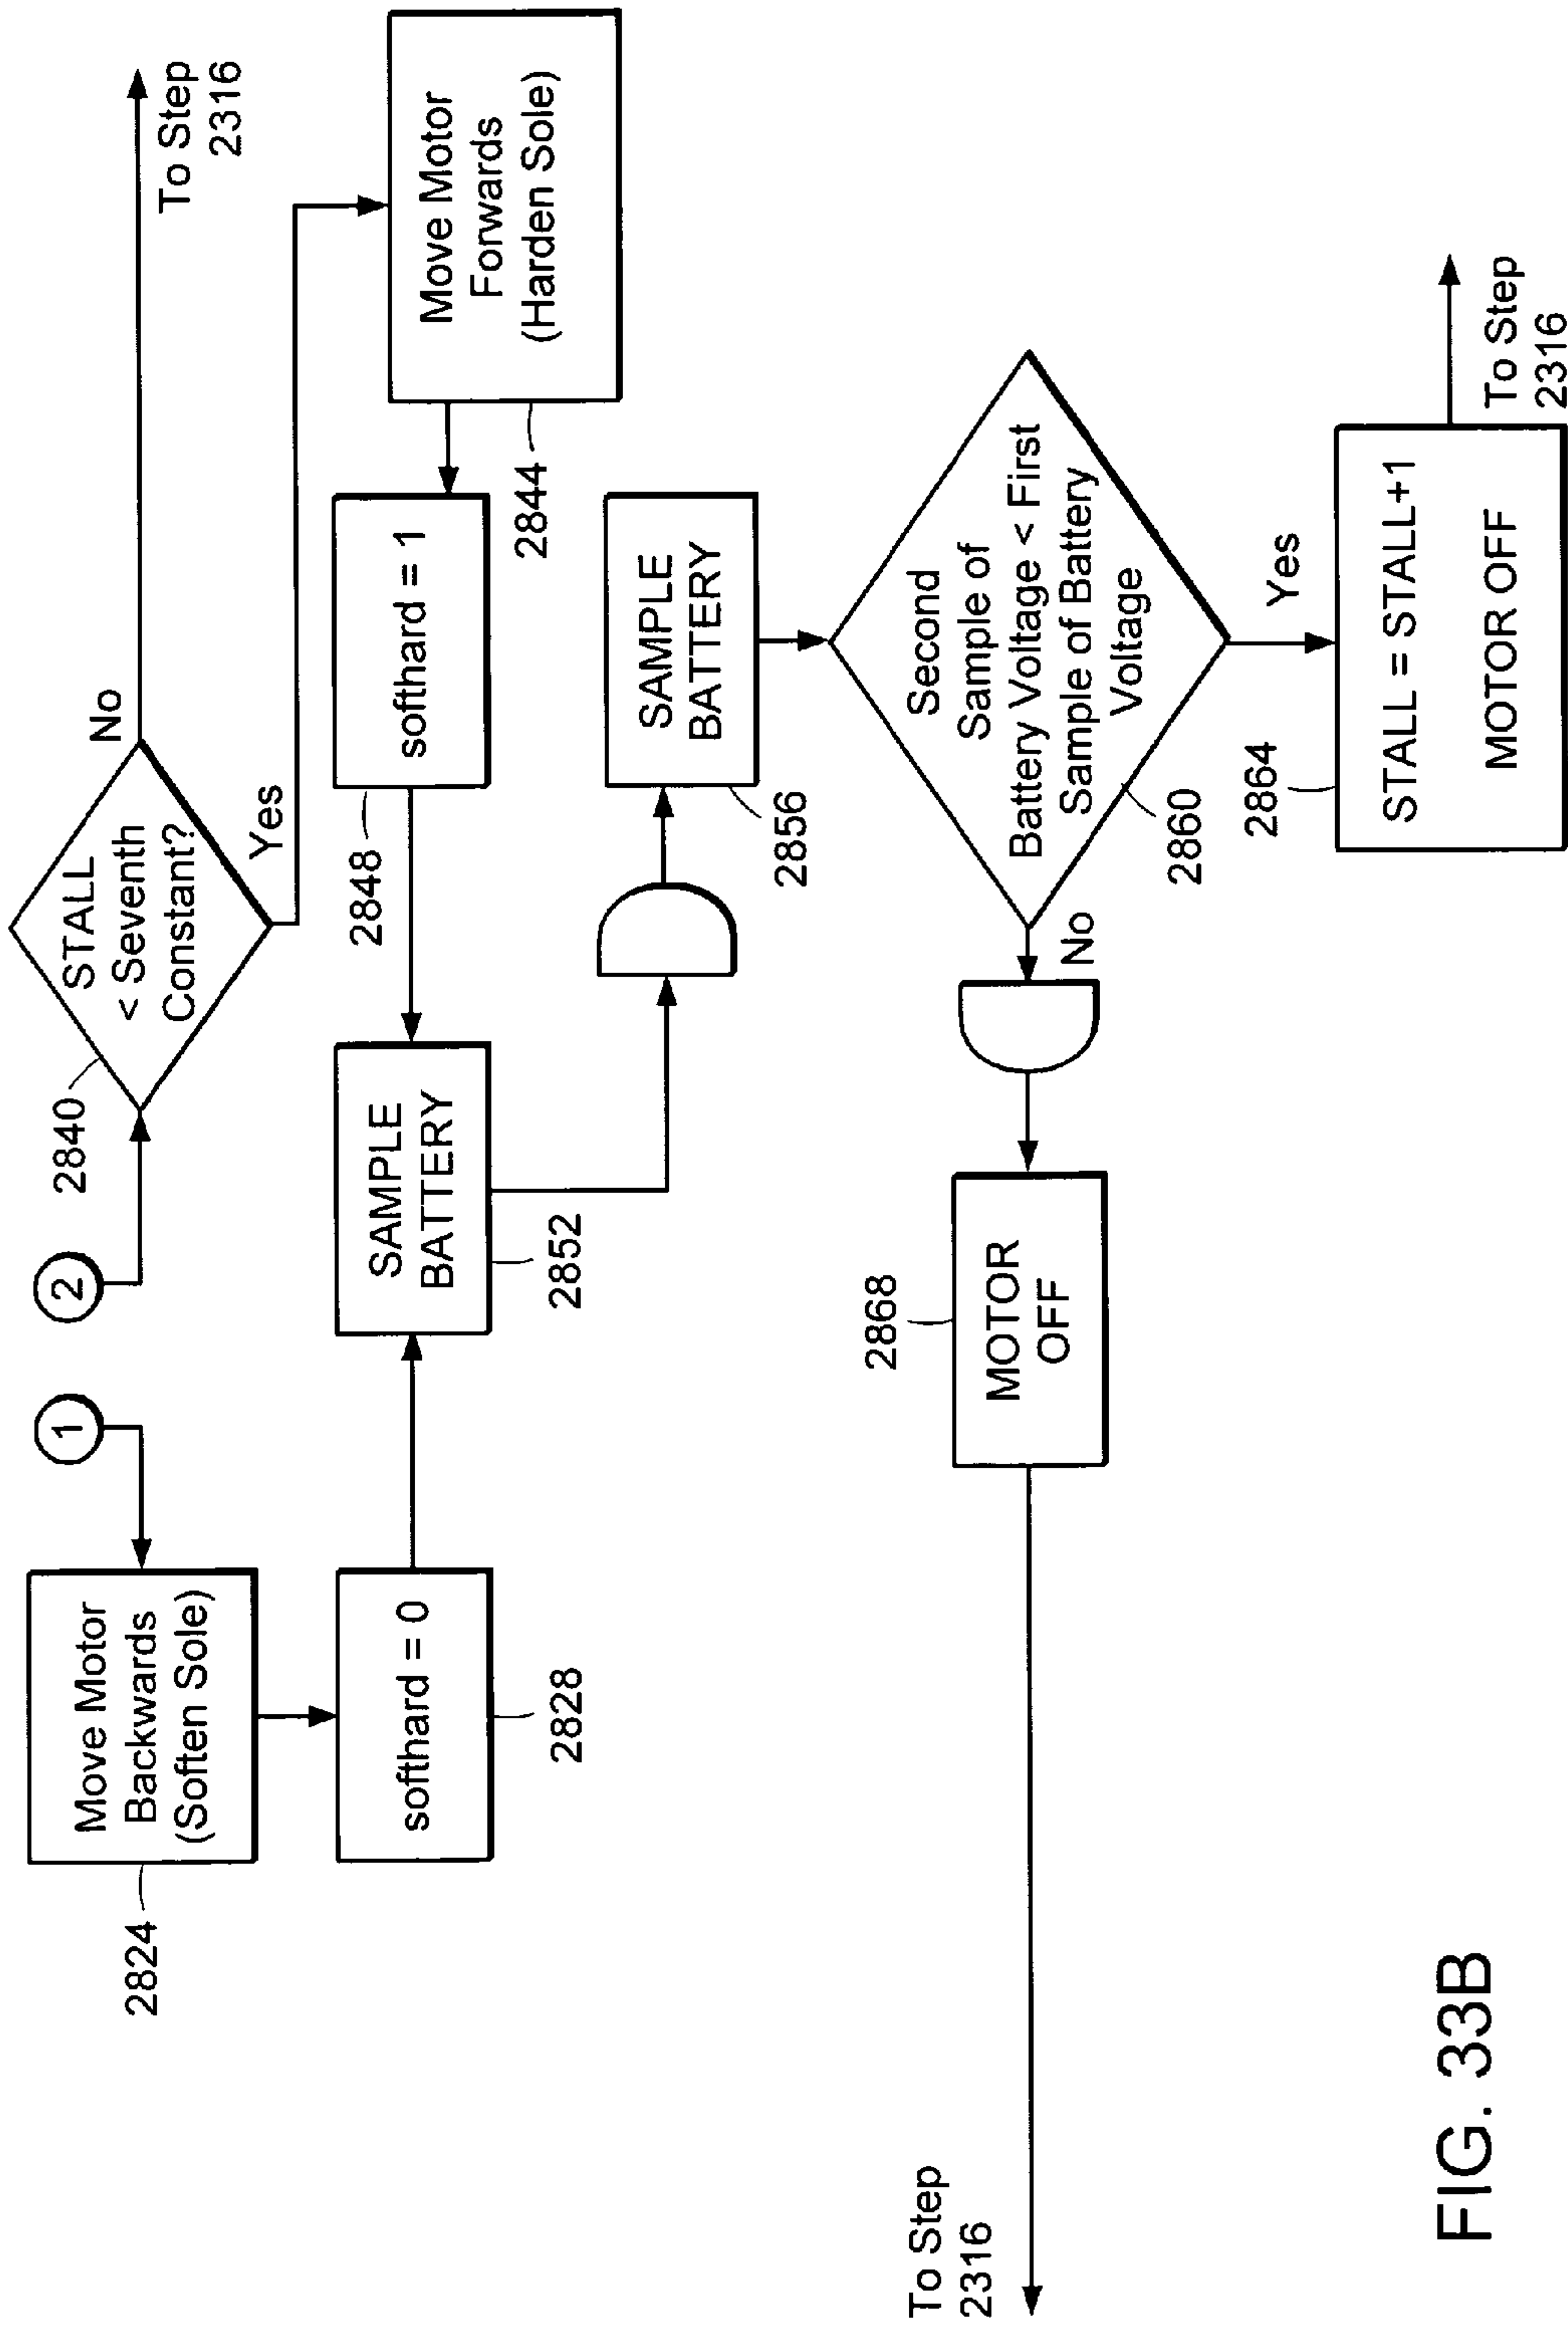 1
2
2824
Move Motor
Backwards
(Soften Sole)
2840
STALL
< Seventh
Constant?
No
To Step
2316
Yes
softhard = 0
2828
SAMPLE
BATTERY
2852
2848
softhard = 1
Move Motor
Forwards
(Harden Sole)
2844
SAMPLE
BATTERY
2856
Second
Sample of
Battery Voltage < First
Sample of Battery
Voltage
2860
No
Yes
2868
MOTOR
OFF
To Step
2316
2864
STALL = STALL+1
MOTOR OFF
To Step
2316
FIG. 33B